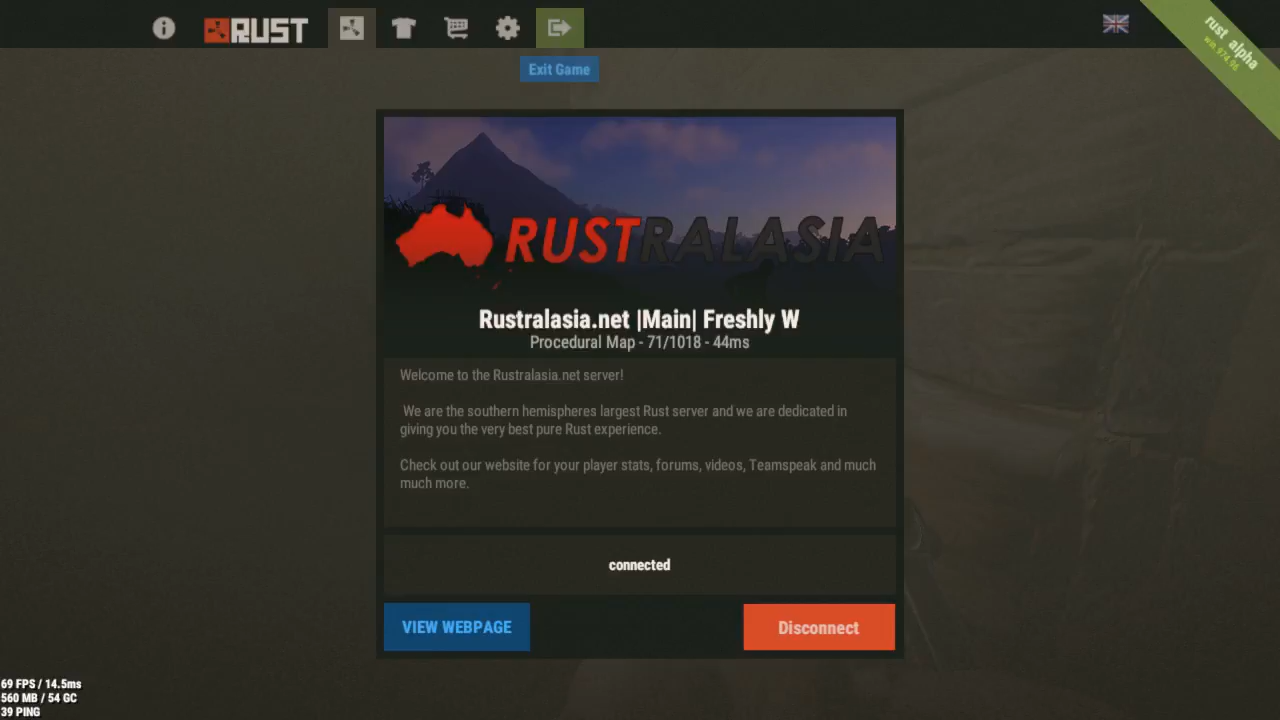 RUST
Exit Game
rust alpha
RUSTRALASIA
Rustralasia.net |Main| Freshly W
Procedural Map - 71/1018 - 44ms
Welcome to the Rustralasia.net server!
We are the southern hemispheres largest Rust server and we are dedicated in
giving you the very best pure Rust experience.
Check out our website for your player stats, forums, videos, Teamspeak and much
much more.
connected
VIEW WEBPAGE
Disconnect
69 FPS / 14.5ms
560 MB / 54 GC
39 PING